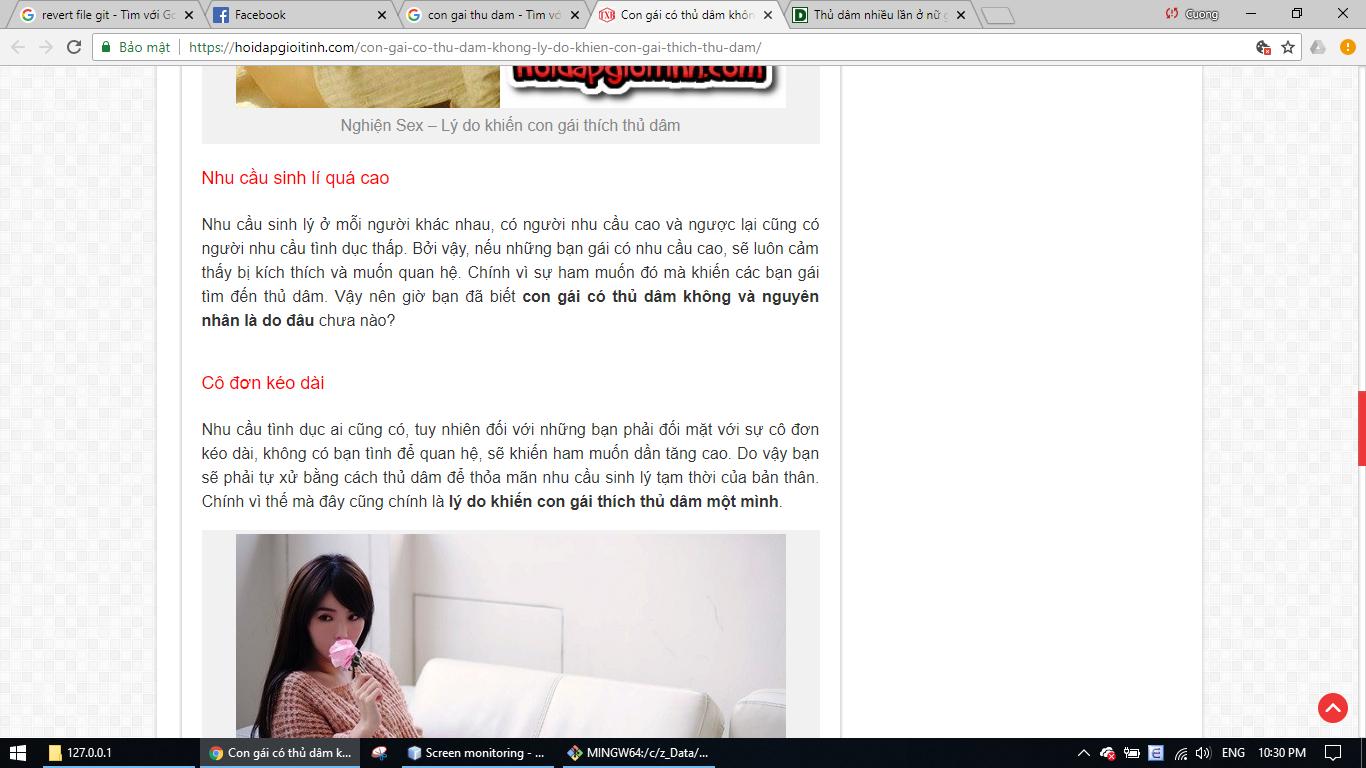 revert file git - Tìm với Go
Facebook
con gai thu dam - Tìm vớ
Con gái có thủ dâm khôn
Thủ dâm nhiều lần ở nữ g
Cuong
Bảo mật
https://hoidapgioitinh.com/con-gai-co-thu-dam-khong-ly-do-khien-con-gai-thich-thu-dam/
hoidapgioitinh.com
Nghiện Sex – Lý do khiến con gái thích thủ dâm
Nhu cầu sinh lí quá cao
Nhu cầu sinh lý ở mỗi người khác nhau, có người nhu cầu cao và ngược lại cũng có
người nhu cầu tình dục thấp. Bởi vậy, nếu những bạn gái có nhu cầu cao, sẽ luôn cảm
thấy bị kích thích và muốn quan hệ. Chính vì sự ham muốn đó mà khiến các bạn gái
tìm đến thủ dâm. Vậy nên giờ bạn đã biết con gái có thủ dâm không và nguyên
nhân là do đâu chưa nào?
Cô đơn kéo dài
Nhu cầu tình dục ai cũng có, tuy nhiên đối với những bạn phải đối mặt với sự cô đơn
kéo dài, không có bạn tình để quan hệ, sẽ khiến ham muốn dần tăng cao. Do vậy bạn
sẽ phải tự xử bằng cách thủ dâm để thỏa mãn nhu cầu sinh lý tạm thời của bản thân.
Chính vì thế mà đây cũng chính là lý do khiến con gái thích thủ dâm một mình.
127.0.0.1
Con gái có thủ dâm k...
Screen monitoring - ...
MINGW64:/c/z_Data/...
ENG
10:30 PM